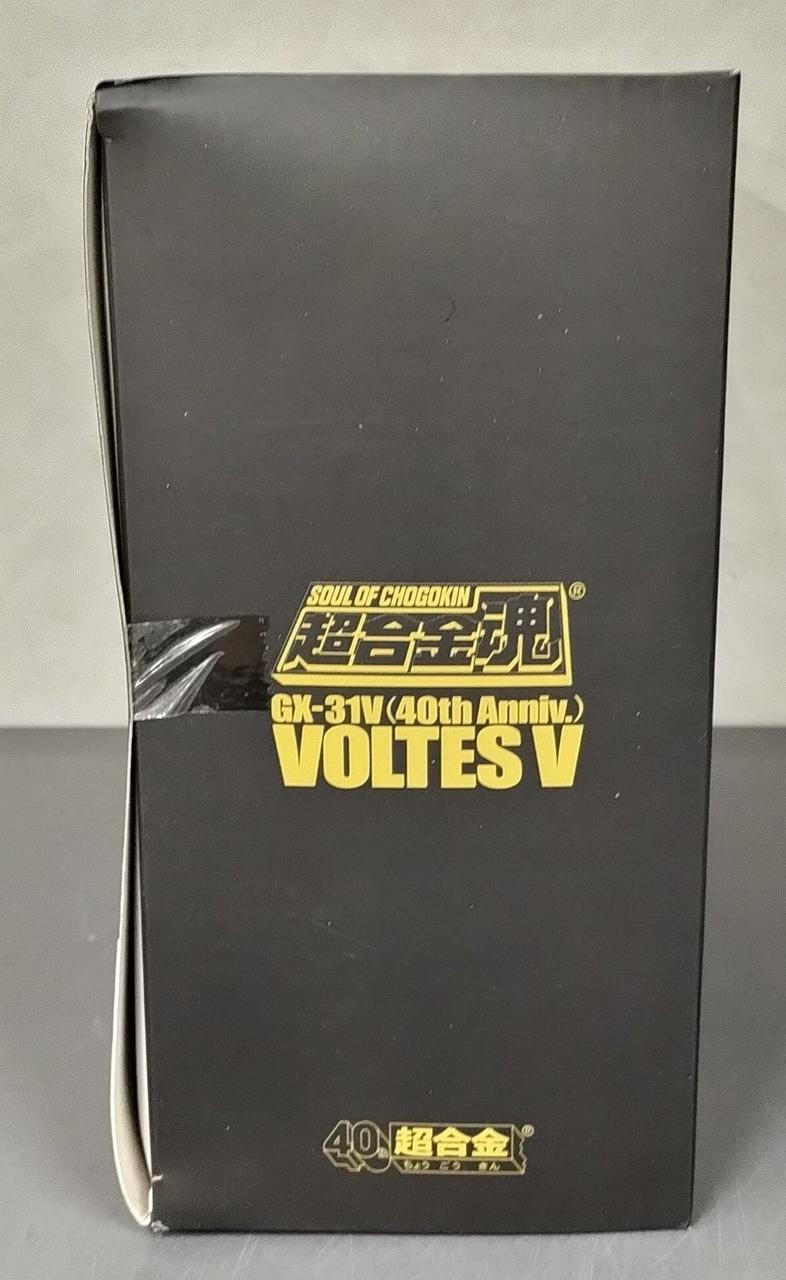 SOUL OF CHOGOKIN
超合金魂®
GX-31V(40th Anniv.)
VOLTES V
40th 超合金®
ちょう ごう きん